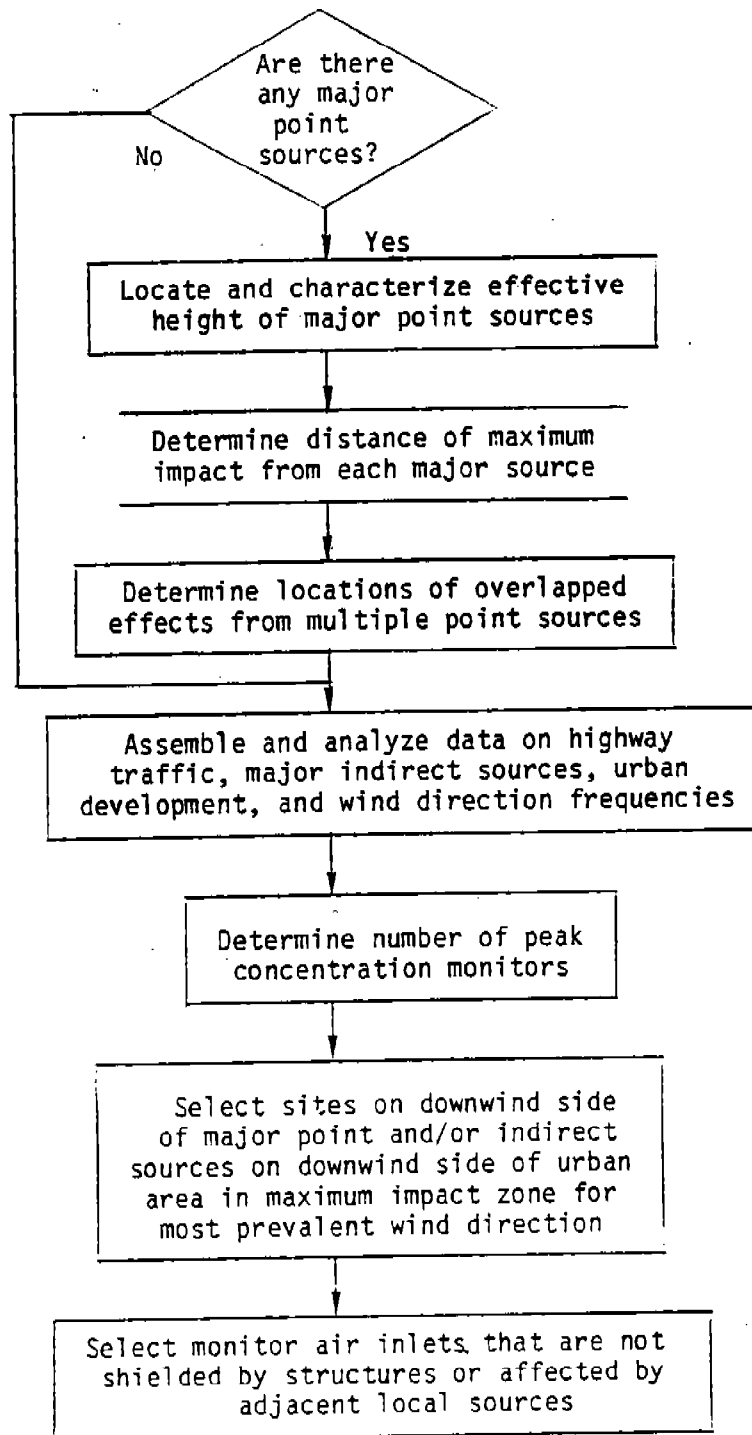 Are there
any major
point
sources?
No
Yes
Locate and characterize effective
height of major point sources
Determine distance of maximum
impact from each major source
Determine locations of overlapped
effects from multiple point sources
Assemble and analyze data on highway
traffic, major indirect sources, urban
development, and wind direction frequencies
Determine number of peak
concentration monitors
Select sites on downwind side
of major point and/or indirect
sources on downwind side of urban
area in maximum impact zone for
most prevalent wind direction
Select monitor air inlets that are not
shielded by structures or affected by
adjacent local sources